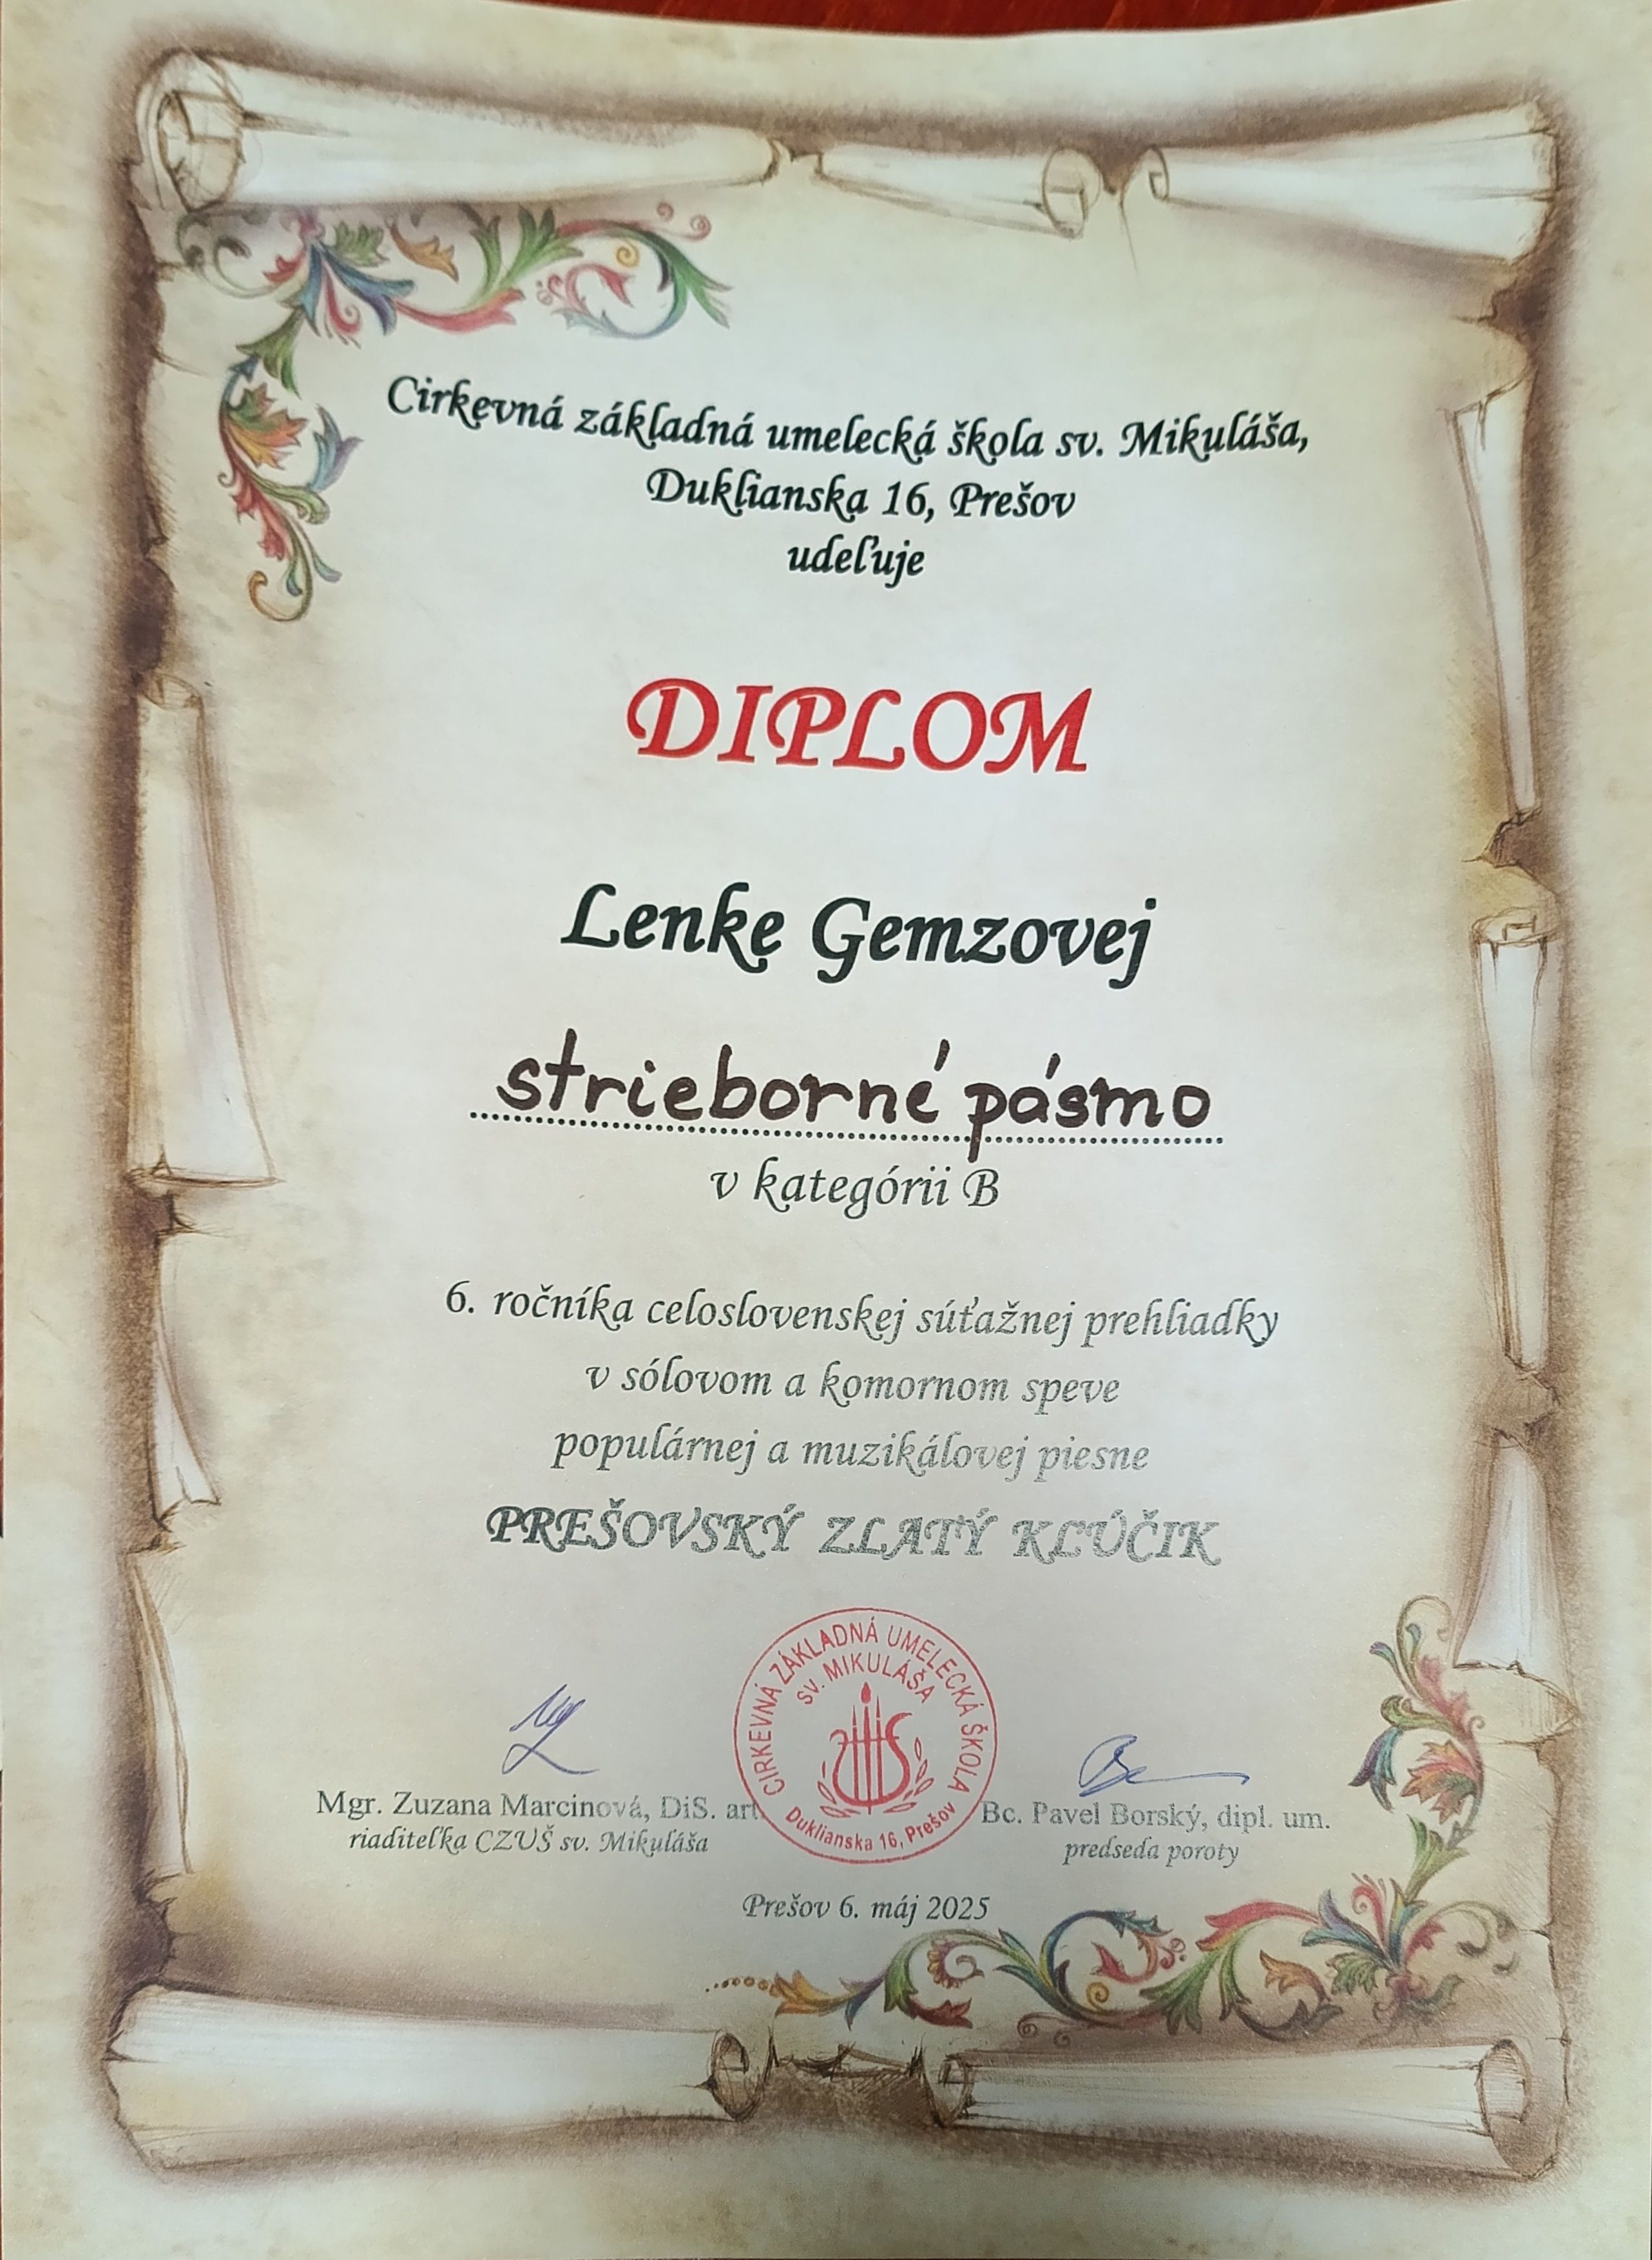 Cirkevná základná umelecká škola sv. Mikuláša,
Duklianska 16, Prešov
udeľuje
DIPLOM
Lenke Gemzovej
strieborné pásmo
v kategórii B
6. ročníka celoslovenskej súťažnej prehliadky
v sólovom a komornom speve
populárnej a muzikálovej piesne
PREŠOVSKÝ ZLATÝ KĽÚČIK
CIRKEVNÁ ZÁKLADNÁ UMELECKÁ ŠKOLA
SV. MIKULÁŠA
Duklianska 16, Prešov
Mgr. Zuzana Marcinová, DiS. art.
riaditeľka CZUŠ sv. Mikuláša
Bc. Pavel Borský, dipl. um.
predseda poroty
Prešov 6. máj 2025